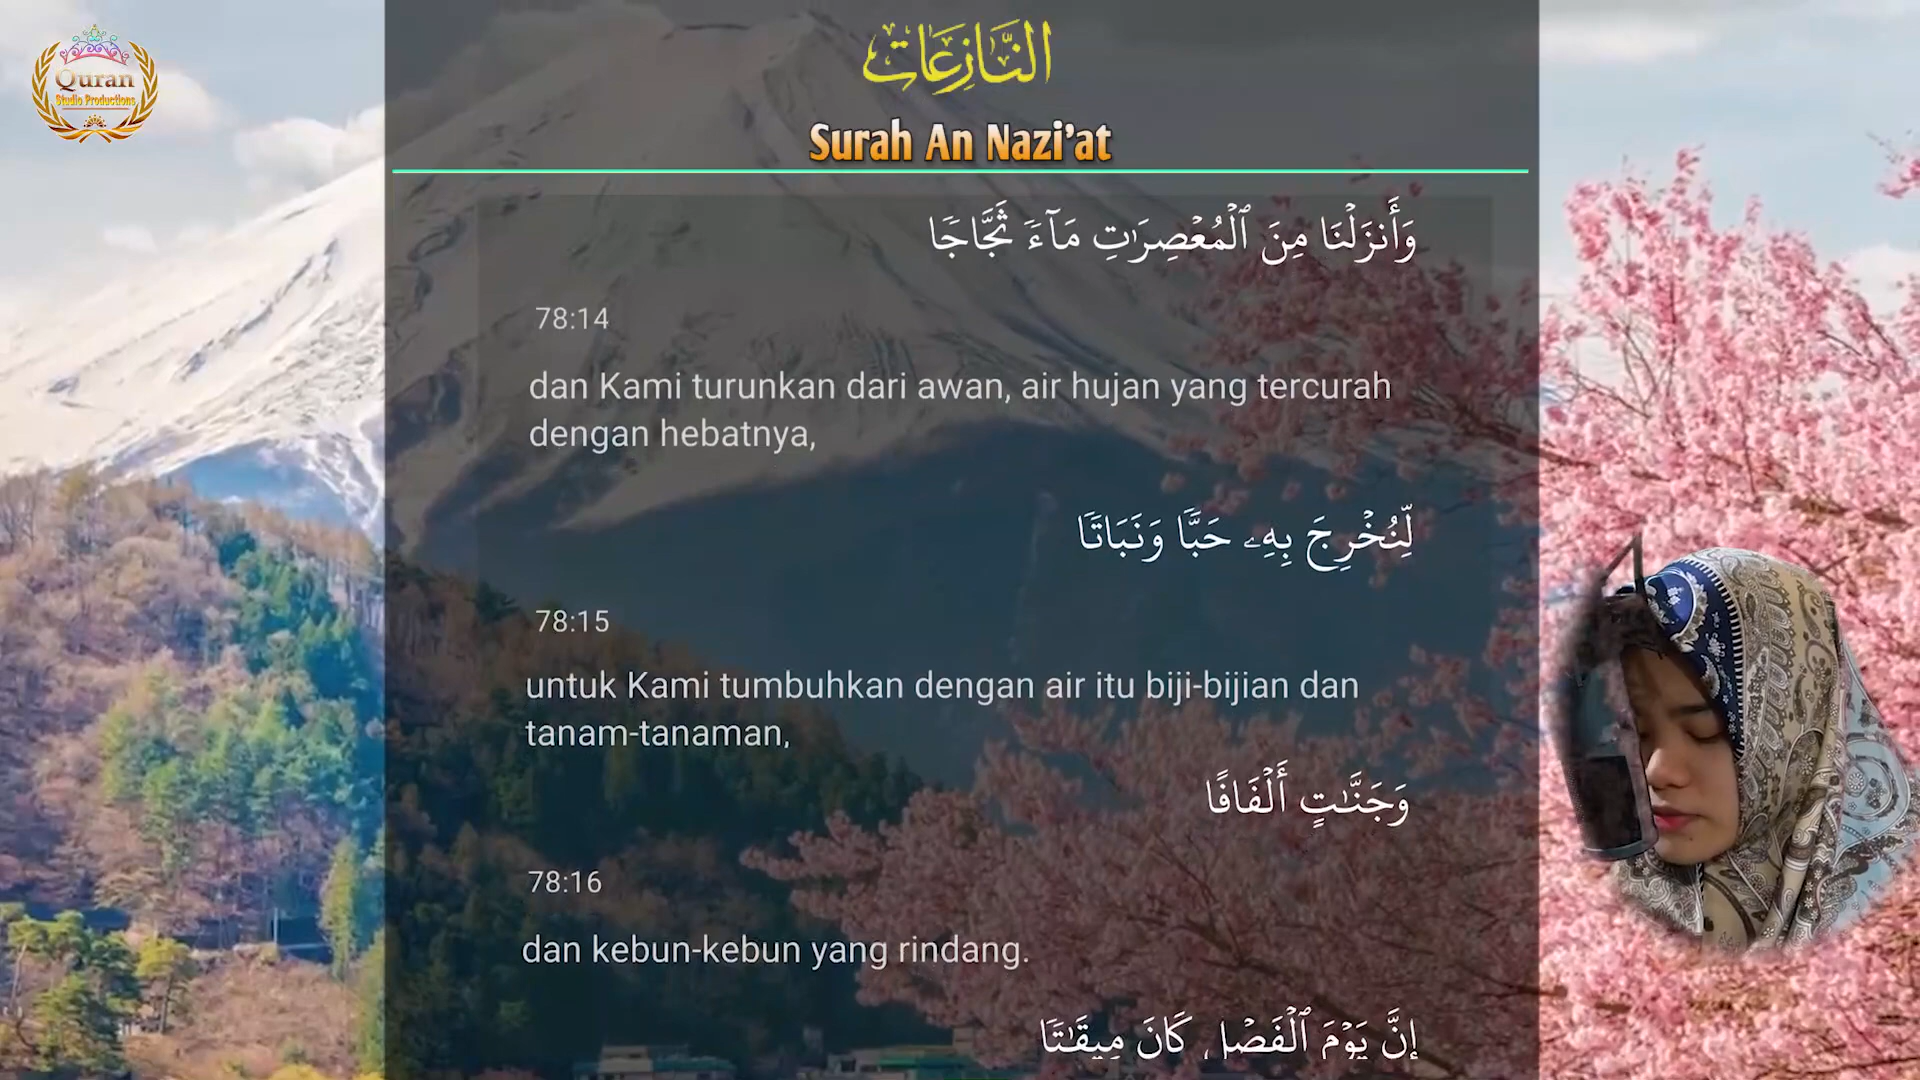 Quran
Studio Productions
النَّازِعَات
Surah An Nazi’at
وَأَنزَلْنَا مِنَ ٱلْمُعْصِرَٰتِ مَآءً ثَجَّاجًا
78:14
dan Kami turunkan dari awan, air hujan yang tercurah
dengan hebatnya,
لِّنُخْرِجَ بِهِۦ حَبًّا وَنَبَاتًا
78:15
untuk Kami tumbuhkan dengan air itu biji-bijian dan
tanam-tanaman,
وَجَنَّٰتٍ أَلْفَافًا
78:16
dan kebun-kebun yang rindang.
إِنَّ يَوْمَ ٱلْفَصْلِ كَانَ مِيقَٰتًا